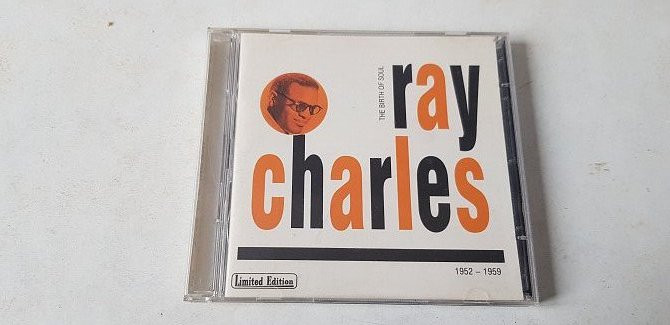 THE BIRTH OF SOUL
ray
charles
1952 – 1959
Limited Edition